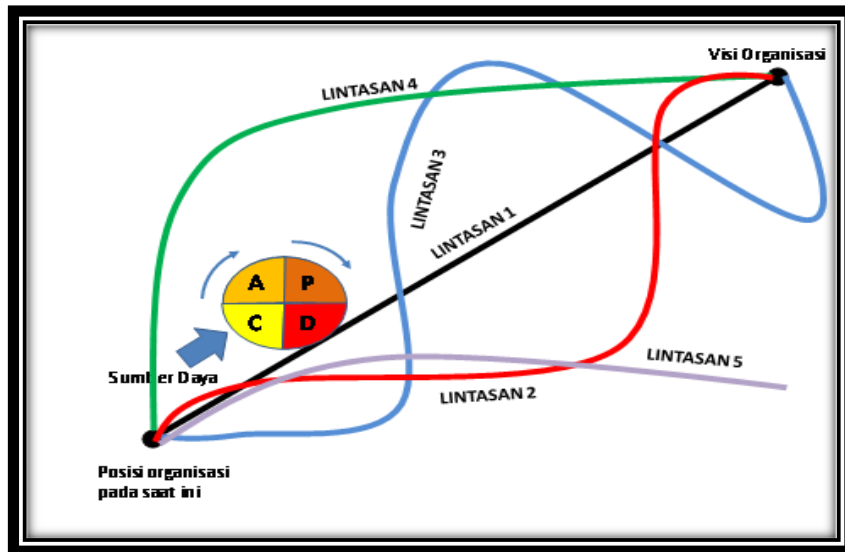 Visi Organisasi
LINTASAN 4
LINTASAN 3
LINTASAN 1
A P
C D
Sumber Daya
LINTASAN 5
LINTASAN 2
Posisi organisasi
pada saat ini